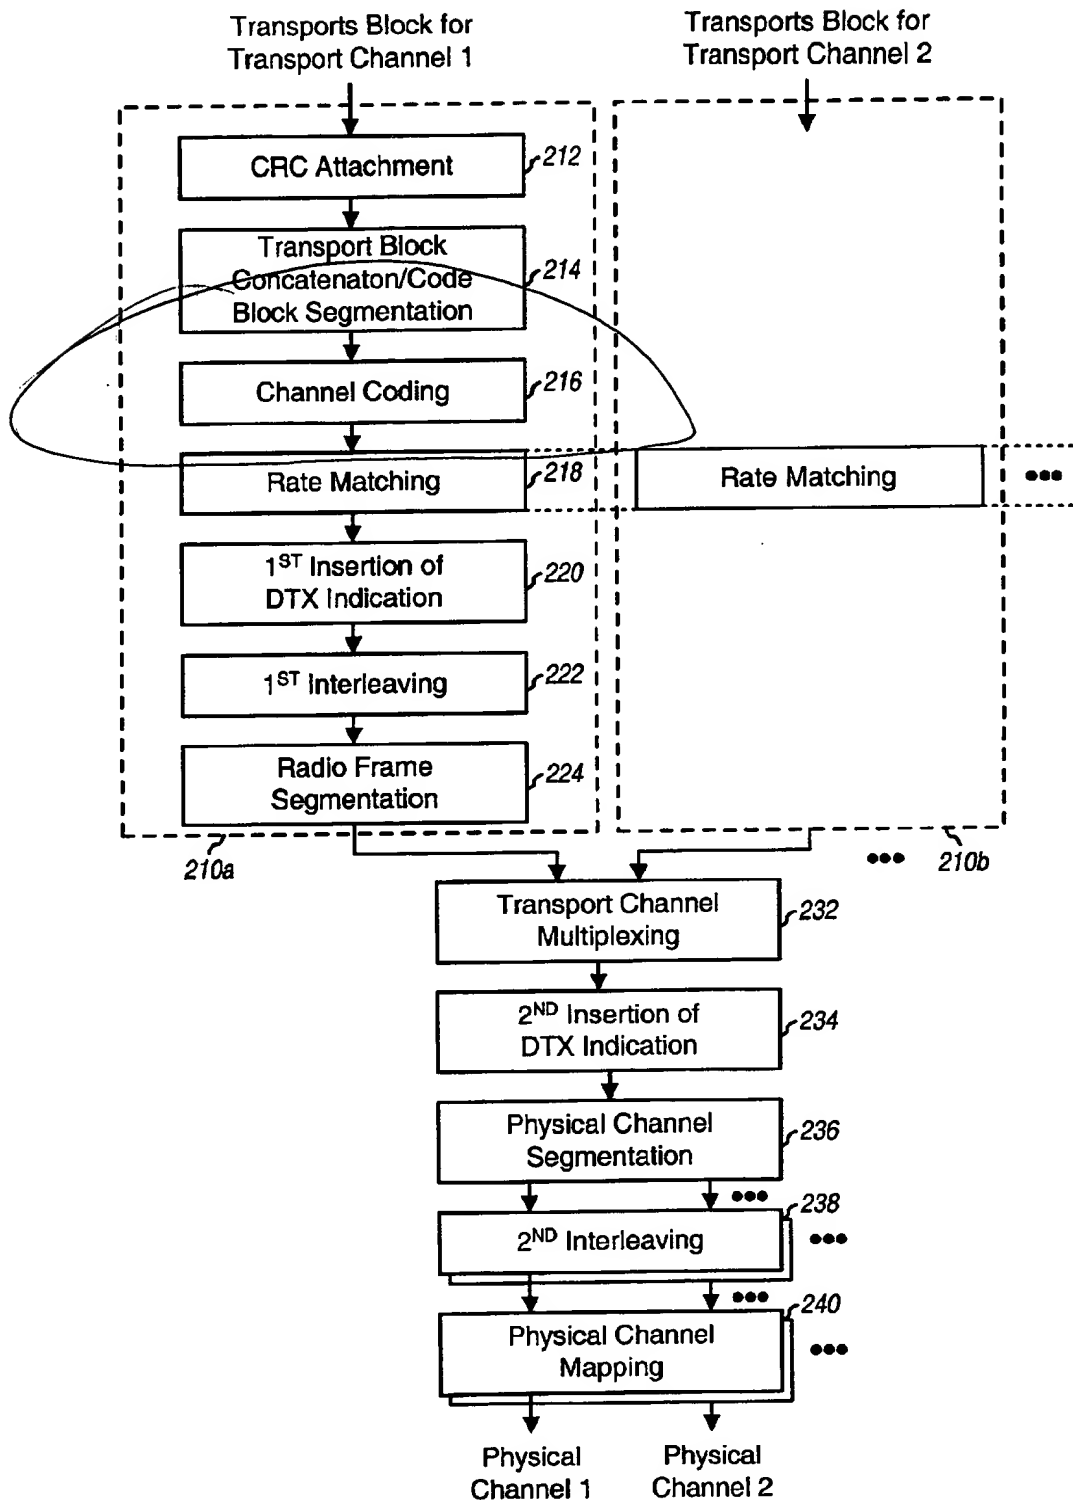 Transports Block for
Transport Channel 1
Transports Block for
Transport Channel 2
CRC Attachment
212
Transport Block
Concatenaton/Code
Block Segmentation
214
Channel Coding
216
Rate Matching
218
Rate Matching
1ST Insertion of
DTX Indication
220
1ST Interleaving
222
Radio Frame
Segmentation
224
210a
210b
Transport Channel
Multiplexing
232
2ND Insertion of
DTX Indication
234
Physical Channel
Segmentation
236
2ND Interleaving
238
Physical Channel
Mapping
240
Physical
Channel 1
Physical
Channel 2